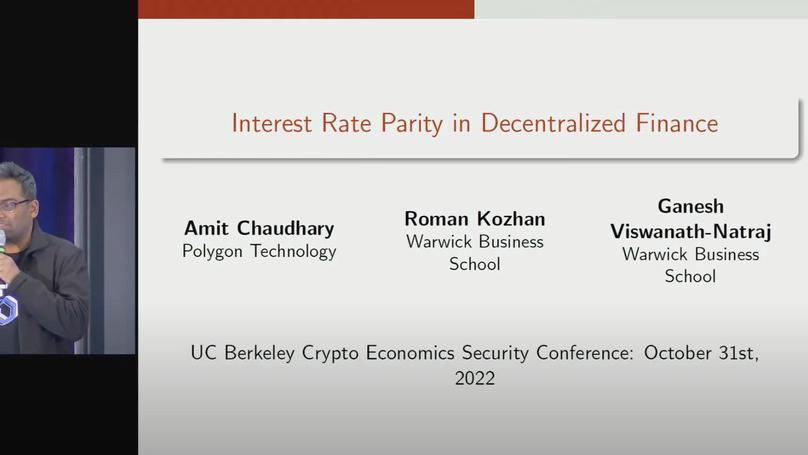 Interest Rate Parity in Decentralized Finance
Amit Chaudhary
Polygon Technology
Roman Kozhan
Warwick Business
School
Ganesh
Viswanath-Natraj
Warwick Business
School
UC Berkeley Crypto Economics Security Conference: October 31st,
2022